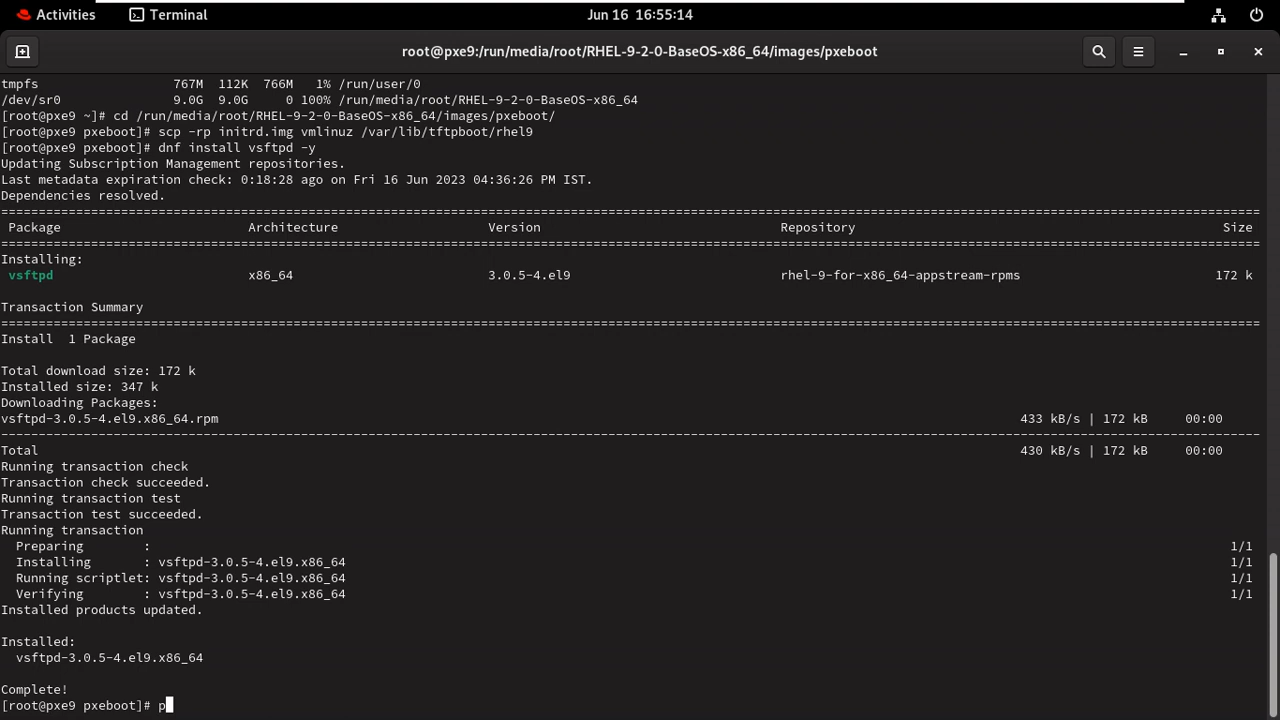 Activities
Terminal
Jun 16 16:55:14
root@pxe9:/run/media/root/RHEL-9-2-0-BaseOS-x86_64/images/pxeboot
tmpfs 767M 112K 766M 1% /run/user/0
/dev/sr0 9.0G 9.0G 0 100% /run/media/root/RHEL-9-2-0-BaseOS-x86_64
[root@pxe9 ~]# cd /run/media/root/RHEL-9-2-0-BaseOS-x86_64/images/pxeboot/
[root@pxe9 pxeboot]# scp -rp initrd.img vmlinuz /var/lib/tftpboot/rhel9
[root@pxe9 pxeboot]# dnf install vsftpd -y
Updating Subscription Management repositories.
Last metadata expiration check: 0:18:28 ago on Fri 16 Jun 2023 04:36:26 PM IST.
Dependencies resolved.
Package Architecture Version Repository Size
Installing:
vsftpd x86_64 3.0.5-4.el9 rhel-9-for-x86_64-appstream-rpms 172 k
Transaction Summary
Install 1 Package
Total download size: 172 k
Installed size: 347 k
Downloading Packages:
vsftpd-3.0.5-4.el9.x86_64.rpm 433 kB/s | 172 kB 00:00
Total 430 kB/s | 172 kB 00:00
Running transaction check
Transaction check succeeded.
Running transaction test
Transaction test succeeded.
Running transaction
Preparing : 1/1
Installing : vsftpd-3.0.5-4.el9.x86_64 1/1
Running scriptlet: vsftpd-3.0.5-4.el9.x86_64 1/1
Verifying : vsftpd-3.0.5-4.el9.x86_64 1/1
Installed products updated.
Installed:
vsftpd-3.0.5-4.el9.x86_64
Complete!
[root@pxe9 pxeboot]# p